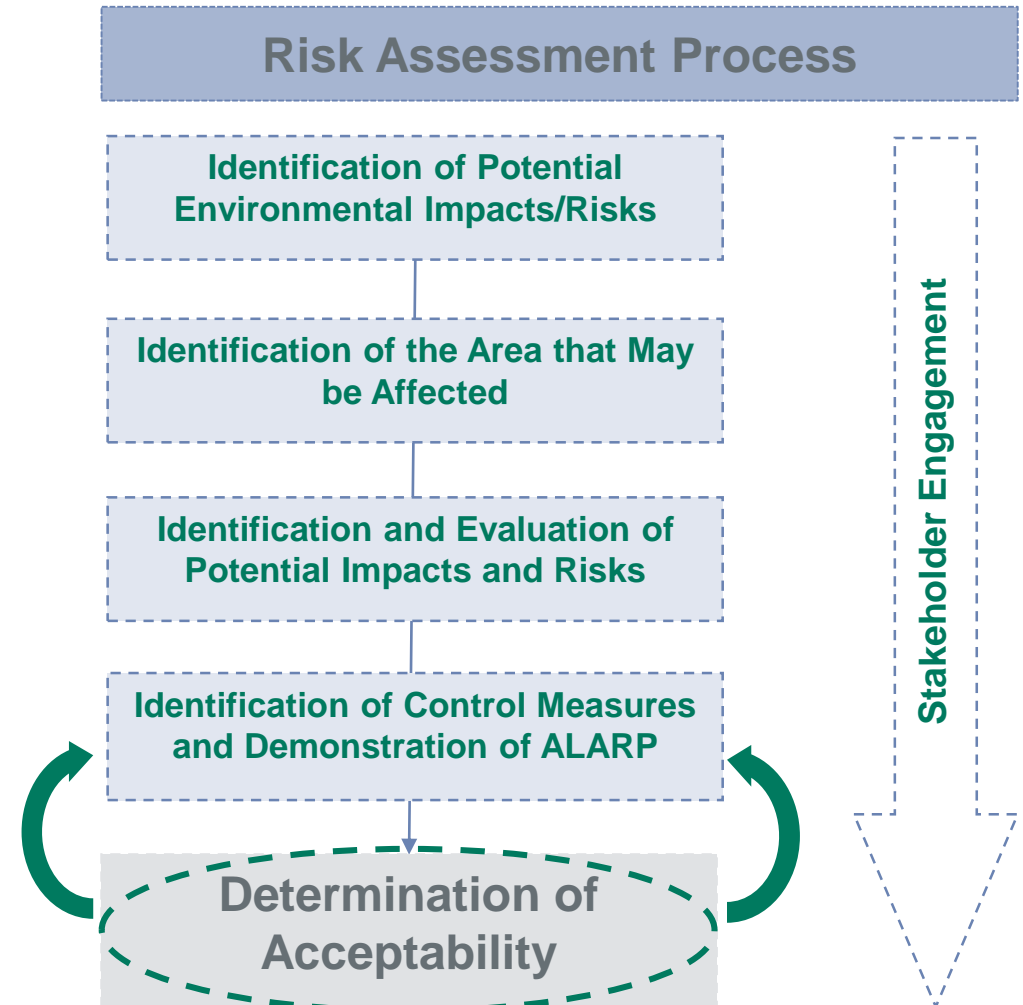 Risk Assessment Process
Identification of Potential
Environmental Impacts/Risks
Identification of the Area that May
be Affected
Identification and Evaluation of
Potential Impacts and Risks
Identification of Control Measures
and Demonstration of ALARP
Determination of
Acceptability
Stakeholder Engagement